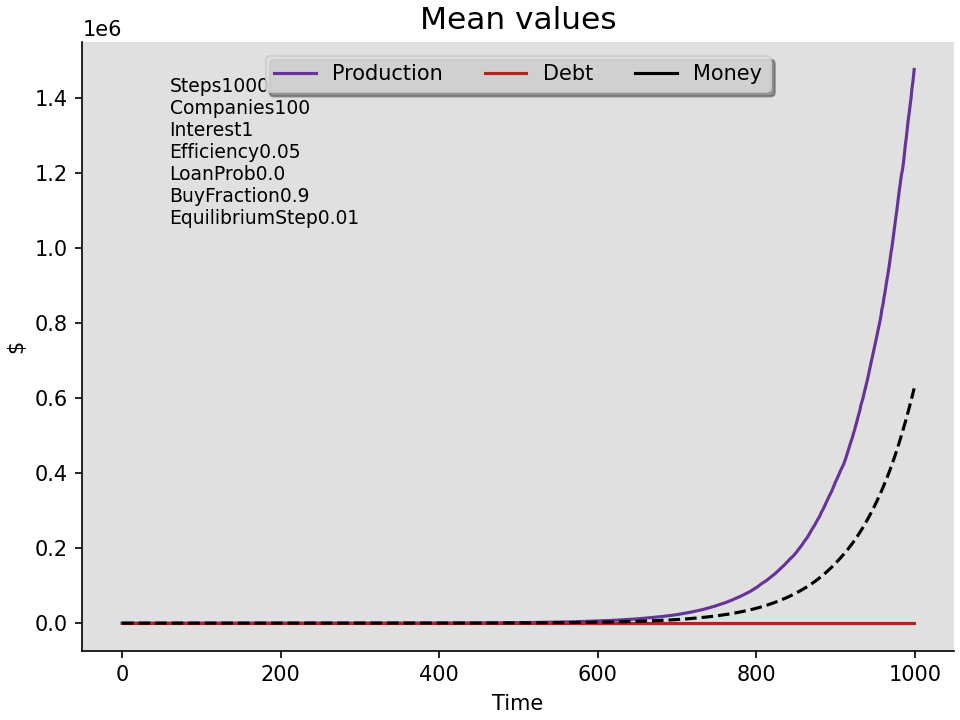 Mean values
1e6
Production Debt Money
Steps1000
Companies100
Interest1
Efficiency0.05
LoanProb0.0
BuyFraction0.9
EquilibriumStep0.01
1.4
1.2
1.0
0.8
0.6
0.4
0.2
0.0
$
0 200 400 600 800 1000
Time